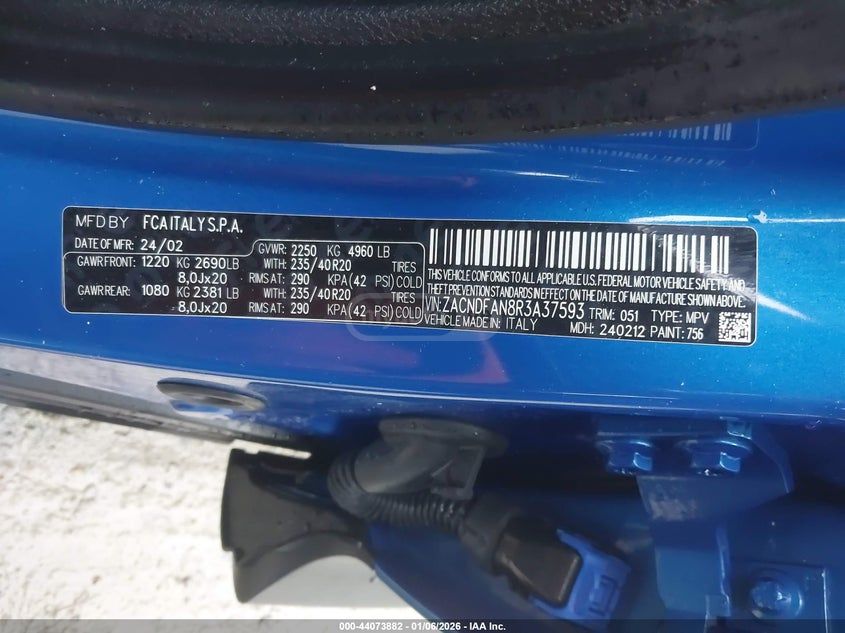 MFD BY FCA ITALY S.P.A.
DATE OF MFR: 24/02 GVWR: 2250 KG 4960 LB
GAWR FRONT: 1220 KG 2690LB WITH: 235/40R20 TIRES
8,0Jx20 RIMS AT: 290 KPA(42 PSI) COLD
GAWR REAR: 1080 KG 2381 LB WITH: 235/40R20 TIRES
8,0Jx20 RIMS AT: 290 KPA(42 PSI) COLD
THIS VEHICLE CONFORMS TO ALL APPLICABLE U.S. FEDERAL MOTOR VEHICLE SAFETY AND
THEFT PREVENTION STANDARDS IN EFFECT ON THE DATE OF MANUFACTURE SHOWN ABOVE.
VIN: ZACNDFAN8R3A37593 TRIM: 051 TYPE: MPV
VEHICLE MADE IN: ITALY MDH: 240212 PAINT: 756
000-44073882 - 01/06/2026 - IAA Inc.